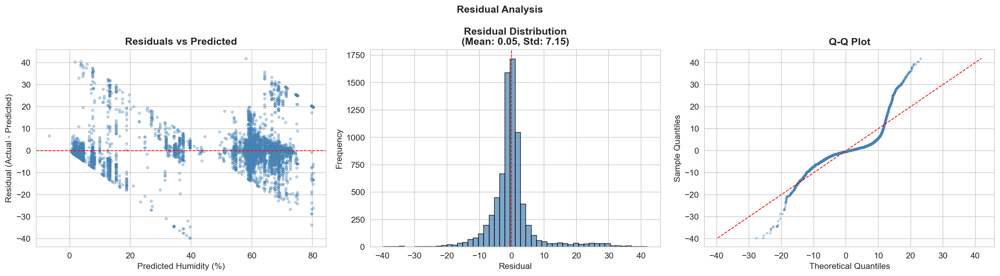 Residual Analysis
Residuals vs Predicted
Residual (Actual - Predicted)
40
30
20
10
0
−10
−20
−30
−40
0 20 40 60 80
Predicted Humidity (%)
Residual Distribution
(Mean: 0.05, Std: 7.15)
Frequency
1750
1500
1250
1000
750
500
250
0
−40 −30 −20 −10 0 10 20 30 40
Residual
Q-Q Plot
Sample Quantiles
40
30
20
10
0
−10
−20
−30
−40
−40 −30 −20 −10 0 10 20 30 40
Theoretical Quantiles